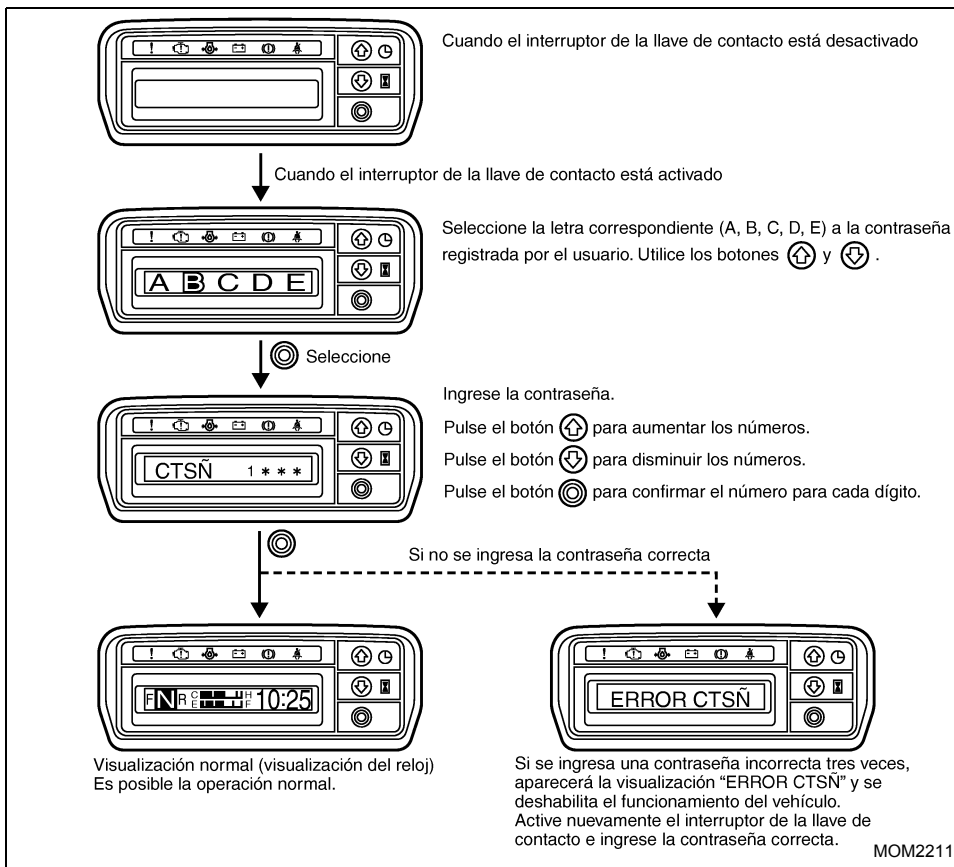 Cuando el interruptor de la llave de contacto está desactivado
Cuando el interruptor de la llave de contacto está activado
Seleccione la letra correspondiente (A, B, C, D, E) a la contraseña
registrada por el usuario. Utilice los botones y .
A B C D E
Seleccione
Ingrese la contraseña.
Pulse el botón para aumentar los números.
Pulse el botón para disminuir los números.
Pulse el botón para confirmar el número para cada dígito.
CTSÑ 1 * * *
Si no se ingresa la contraseña correcta
F N R C H E F 10:25
ERROR CTSÑ
Visualización normal (visualización del reloj)
Es posible la operación normal.
Si se ingresa una contraseña incorrecta tres veces,
aparecerá la visualización “ERROR CTSÑ” y se
deshabilita el funcionamiento del vehículo.
Active nuevamente el interruptor de la llave de
contacto e ingrese la contraseña correcta.
MOM2211